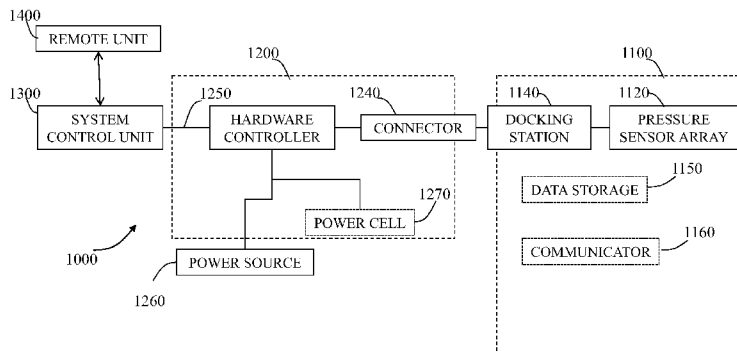 1400
REMOTE UNIT
1200
1100
1300
1250
1240
1140
1120
SYSTEM
CONTROL UNIT
HARDWARE
CONTROLLER
CONNECTOR
DOCKING
STATION
PRESSURE
SENSOR ARRAY
1150
DATA STORAGE
1270
POWER CELL
1160
COMMUNICATOR
1000
POWER SOURCE
1260